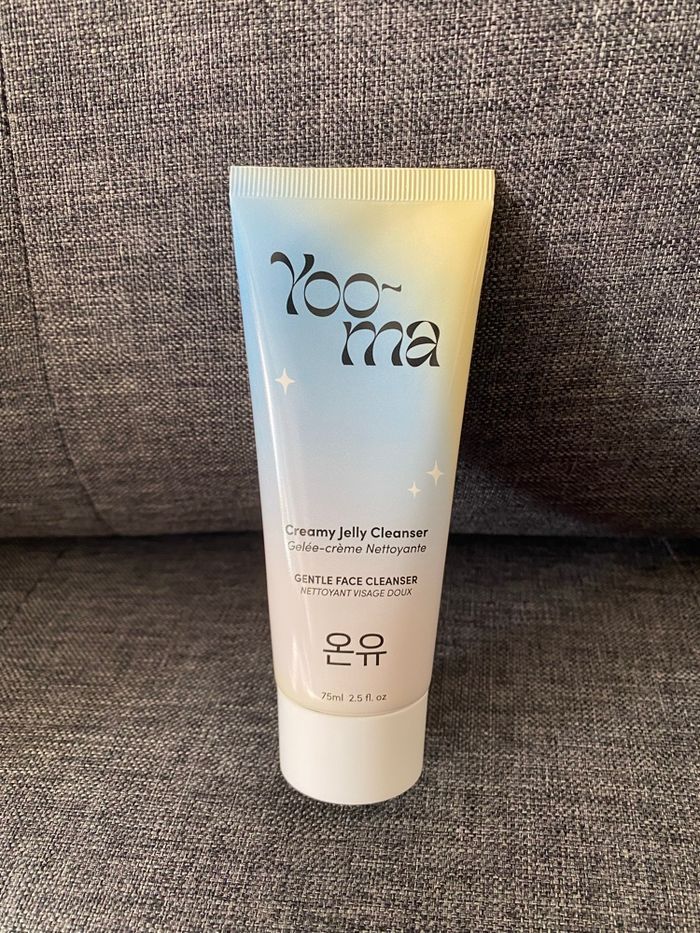 Yoo-
ma
Creamy Jelly Cleanser
Gelée-crème Nettoyante
GENTLE FACE CLEANSER
NETTOYANT VISAGE DOUX
온유
75ml 2.5 fl. oz